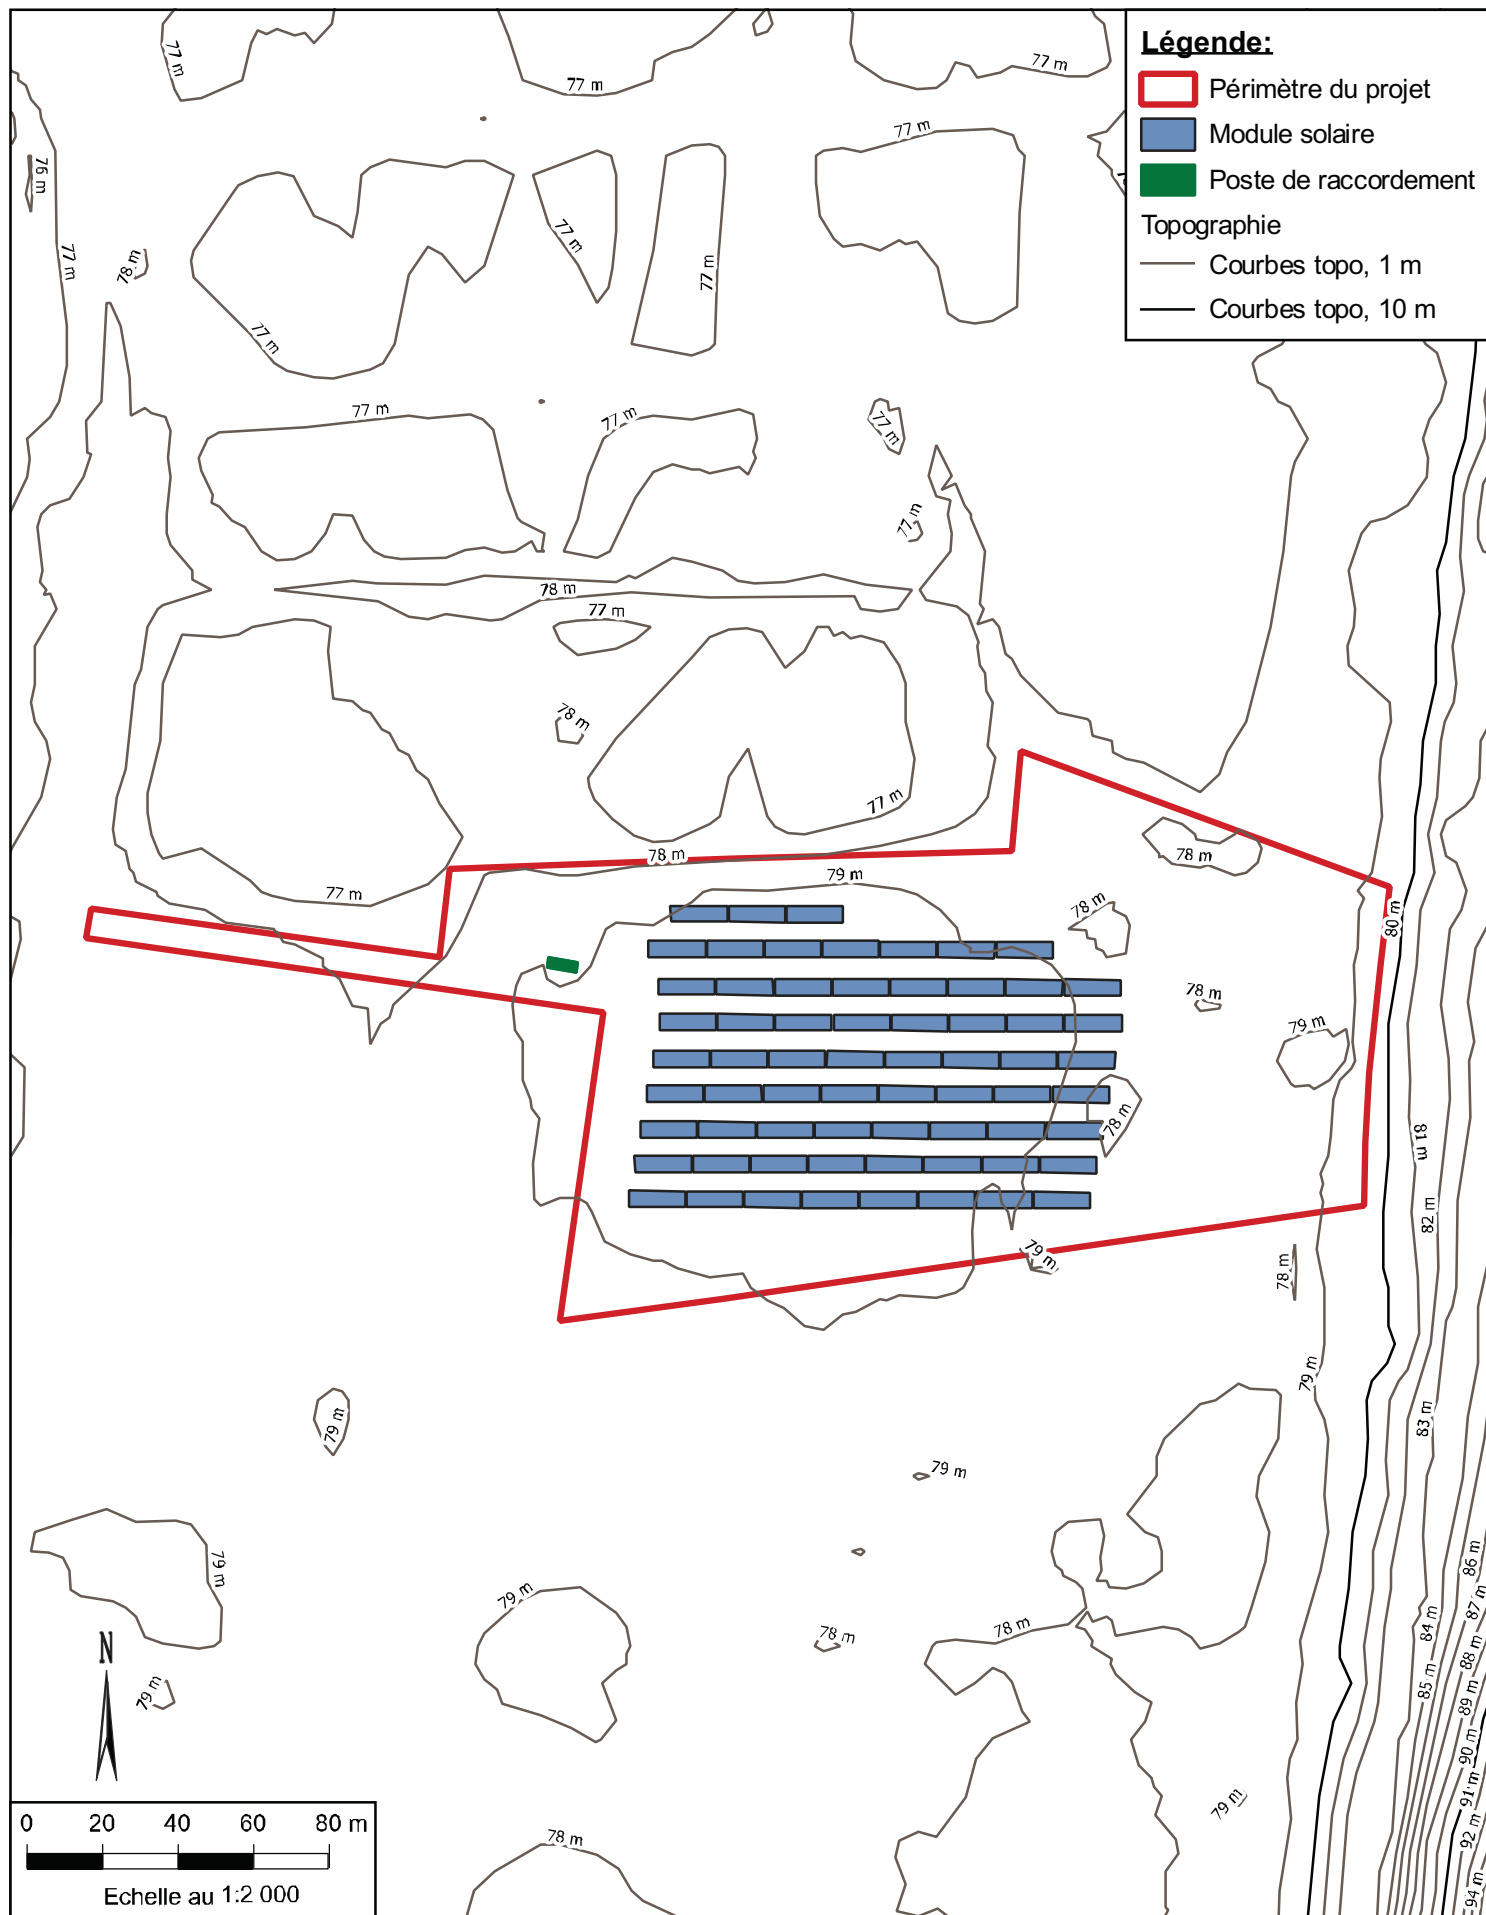 Légende:
Périmètre du projet
Module solaire
Poste de raccordement
Topographie
Courbes topo, 1 m
Courbes topo, 10 m
77 m
77 m
77 m
77 m
76 m
77 m
78 m
77 m
77 m
77 m
77 m
77 m
77 m
77 m
78 m
77 m
78 m
77 m
78 m
77 m
79 m
78 m
78 m
80 m
78 m
79 m
78 m
81 m
82 m
79 m
78 m
79 m
83 m
79 m
79 m
79 m
79 m
86 m
87 m
84 m
78 m
78 m
88 m
85 m
89 m
79 m
90 m
91 m
79 m
92 m
78 m
94 m
N
0 20 40 60 80 m
Echelle au 1:2 000